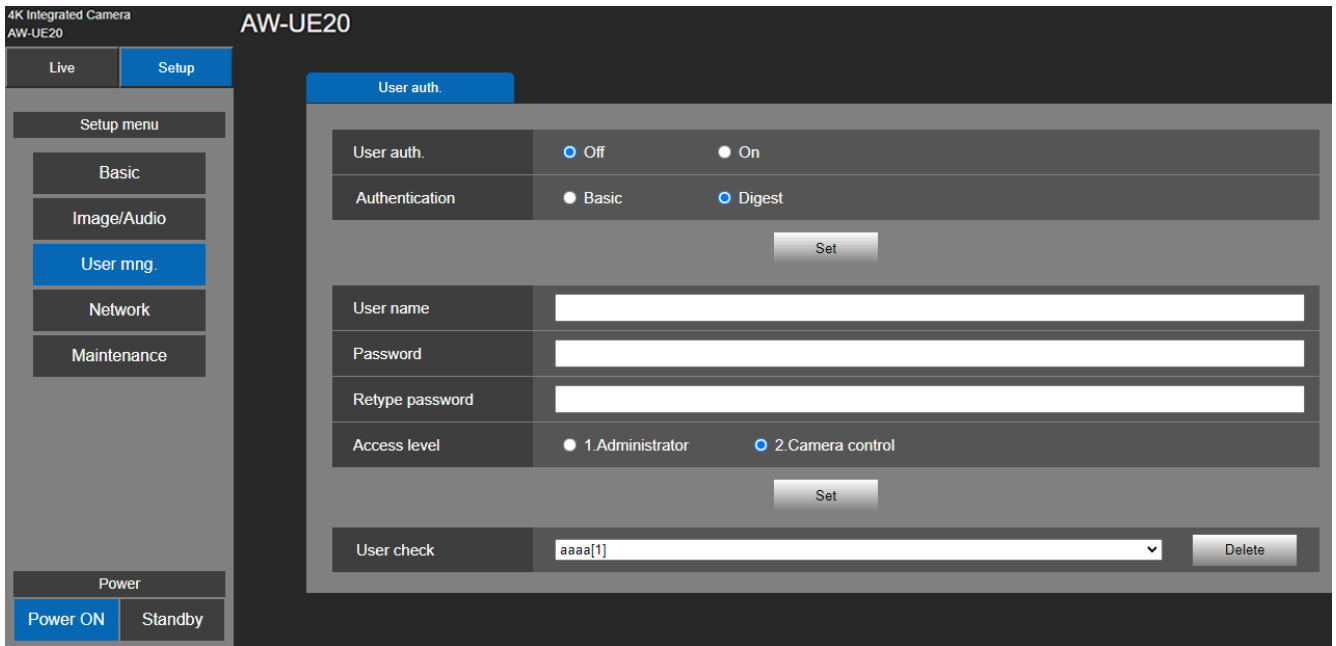 4K Integrated Camera
AW-UE20
AW-UE20
Live Setup
User auth.
Setup menu
Basic
Image/Audio
User mng.
Network
Maintenance
User auth. Off On
Authentication Basic Digest
Set
User name
Password
Retype password
Access level 1.Administrator 2.Camera control
Set
User check aaaa[1] Delete
Power
Power ON Standby